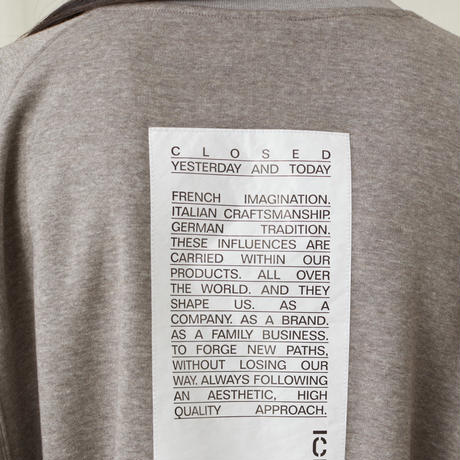 CLOSED
YESTERDAY AND TODAY
FRENCH IMAGINATION.
ITALIAN CRAFTSMANSHIP.
GERMAN TRADITION.
THESE INFLUENCES ARE
CARRIED WITHIN OUR
PRODUCTS. ALL OVER
THE WORLD. AND THEY
SHAPE US. AS A
COMPANY. AS A BRAND.
AS A FAMILY BUSINESS.
TO FORGE NEW PATHS,
WITHOUT LOSING OUR
WAY. ALWAYS FOLLOWING
AN AESTHETIC, HIGH
QUALITY APPROACH.
C